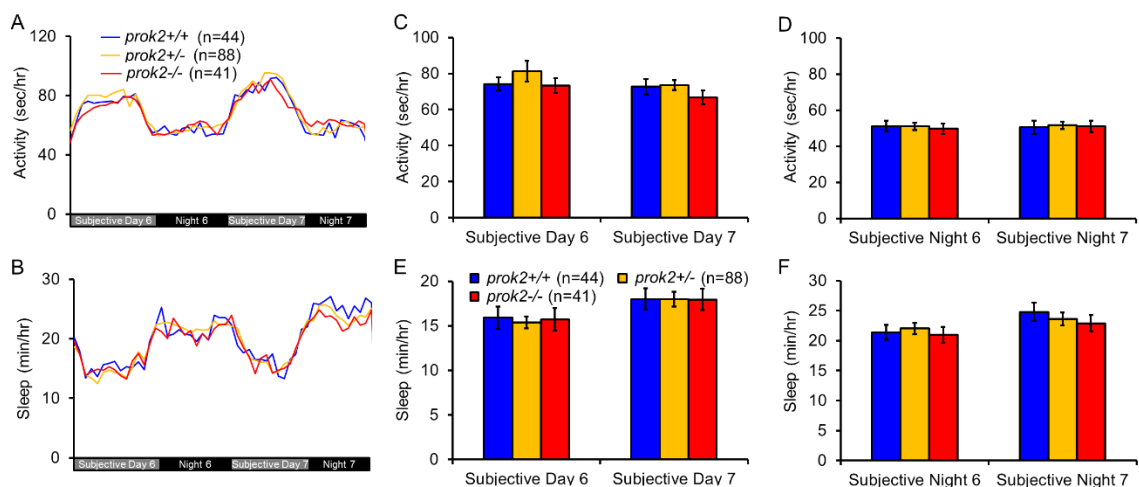 A
Activity (sec/hr)
120
80
40
0
prok2+/+ (n=44)
prok2+/- (n=88)
prok2-/- (n=41)
Subjective Day 6 Night 6 Subjective Day 7 Night 7
B
Sleep (min/hr)
30
20
10
0
Subjective Day 6 Night 6 Subjective Day 7 Night 7
C
Activity (sec/hr)
100
80
60
40
20
0
Subjective Day 6 Subjective Day 7
D
Activity (sec/hr)
100
80
60
40
20
0
Subjective Night 6 Subjective Night 7
E
Sleep (min/hr)
20
15
10
5
0
prok2+/+ (n=44) prok2+/- (n=88)
prok2-/- (n=41)
Subjective Day 6 Subjective Day 7
F
Sleep (min/hr)
30
25
20
15
10
5
0
Subjective Night 6 Subjective Night 7